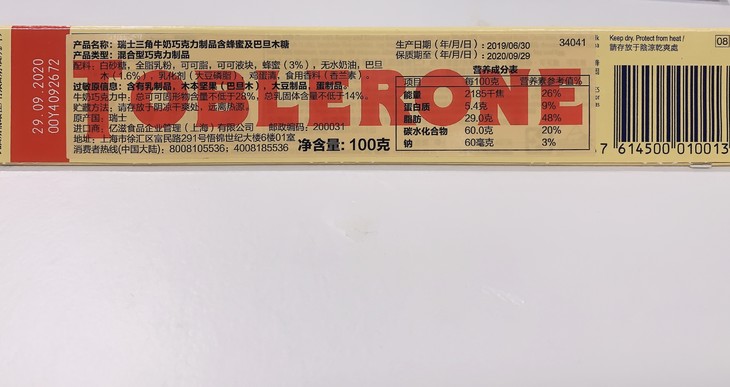 29.09.2020
00Y4092672
TOBLERONE
产品名称：瑞士三角牛奶巧克力制品含蜂蜜及巴旦木糖
产品类型：混合型巧克力制品
配料：白砂糖，全脂乳粉，可可脂，可可液块，蜂蜜（3%），无水奶油，巴旦
木（1.6%），乳化剂（大豆磷脂），鸡蛋清，食用香料（香兰素）。
过敏原信息：含有乳制品，木本坚果（巴旦木），大豆制品，蛋制品。
牛奶巧克力中，总可可固形物含量不低于28%，总乳固体含量不低于14%。
贮藏方法：请存放于阴凉干爽处，远离热源。
原产国：瑞士
进口商：亿滋食品企业管理（上海）有限公司 邮政编码：200031
地址：上海市徐汇区富民路291号悟锦世纪大楼6楼01室
消费者热线(中国大陆)：8008105536；4008185536
净含量：100克
生产日期（年/月/日）：2019/06/30
34041
保质期至（年/月/日）：2020/09/29
营养成分表
项目 每100克 营养素参考值%
能量 2185千焦 26%
蛋白质 5.4克 9%
脂肪 29.0克 48%
碳水化合物 60.0克 20%
钠 60毫克 3%
Keep dry. Protect from heat!
請存放于陰涼乾爽處
08
7 614500 010013